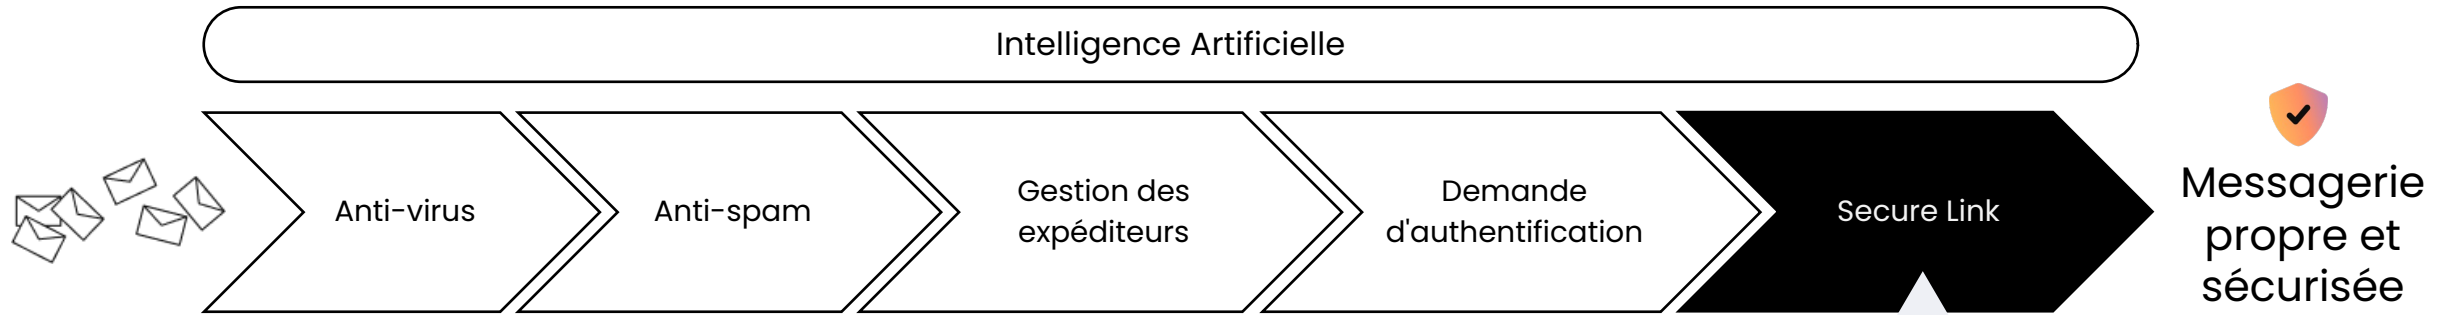 Intelligence Artificielle
Anti-virus
Anti-spam
Gestion des
expéditeurs
Demande
d'authentification
Secure Link
Messagerie
propre et
sécurisée